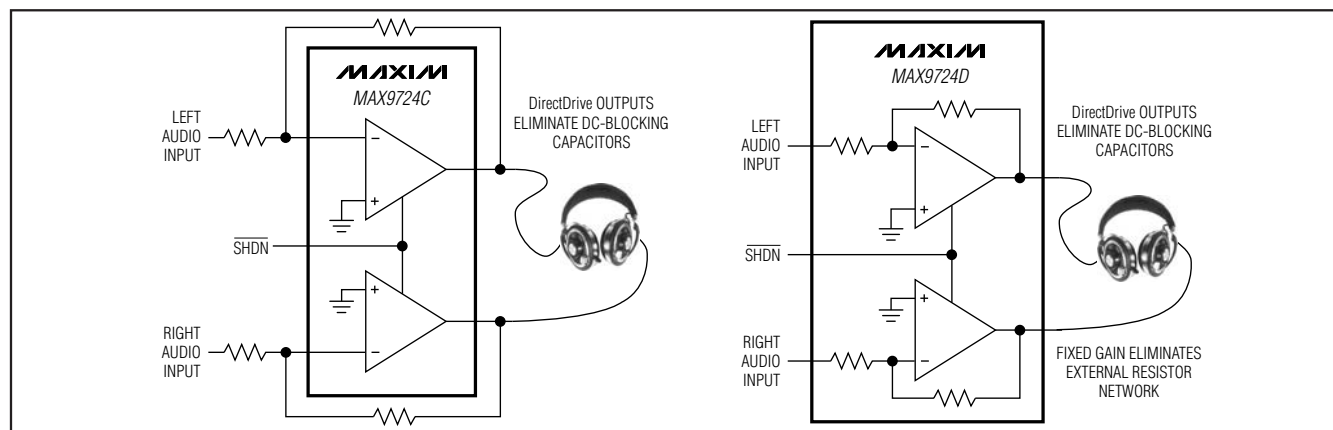 MAXIM
MAX9724C
LEFT
AUDIO
INPUT
DirectDrive OUTPUTS
ELIMINATE DC-BLOCKING
CAPACITORS
−
+
SHDN
+
−
RIGHT
AUDIO
INPUT
MAXIM
MAX9724D
LEFT
AUDIO
INPUT
DirectDrive OUTPUTS
ELIMINATE DC-BLOCKING
CAPACITORS
−
+
SHDN
+
−
RIGHT
AUDIO
INPUT
FIXED GAIN ELIMINATES
EXTERNAL RESISTOR
NETWORK